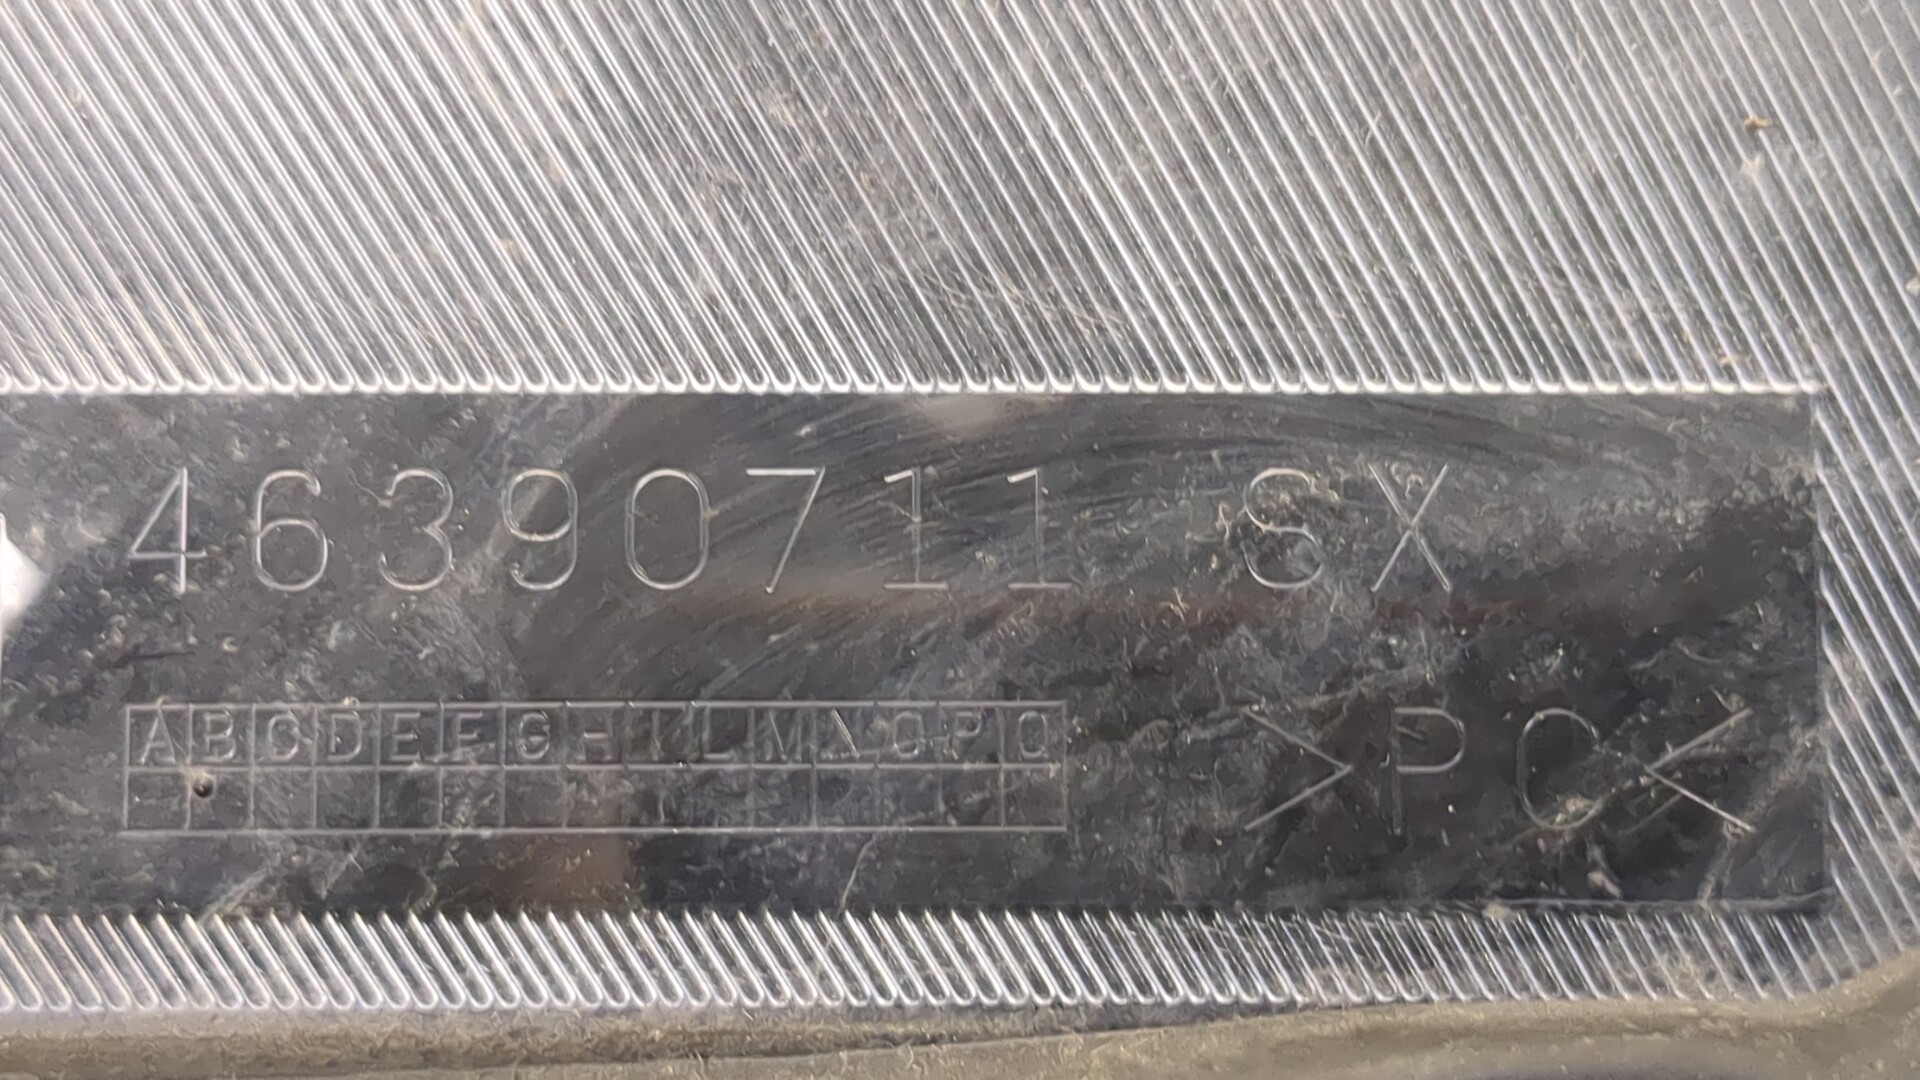 46390711 SX
ABCDEFGHILMNOPQ
>PC<